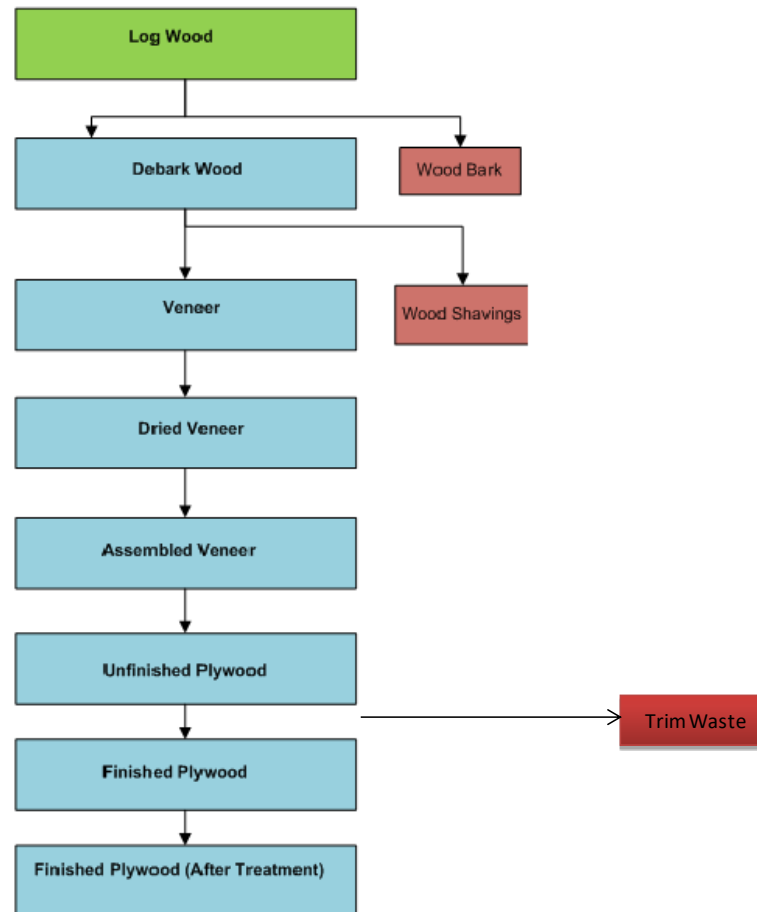 Log Wood
Debark Wood
Wood Bark
Veneer
Wood Shavings
Dried Veneer
Assembled Veneer
Unfinished Plywood
Trim Waste
Finished Plywood
Finished Plywood (After Treatment)